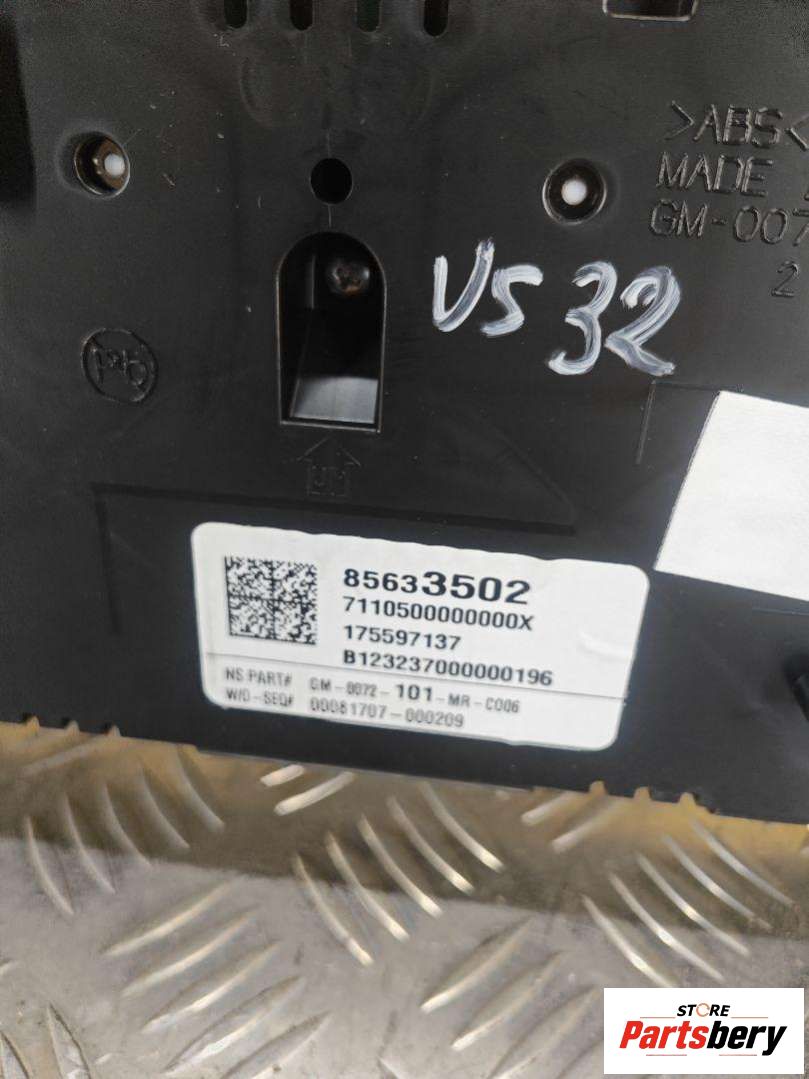 >ABS<
MADE
GM-007
2
VS 32
UP
85633502
7110500000000X
175597137
B123237000000196
NS PART# GM-0072-101-MR-C006
W/O-SEQ# 00081707-000209
STORE
Partsbery